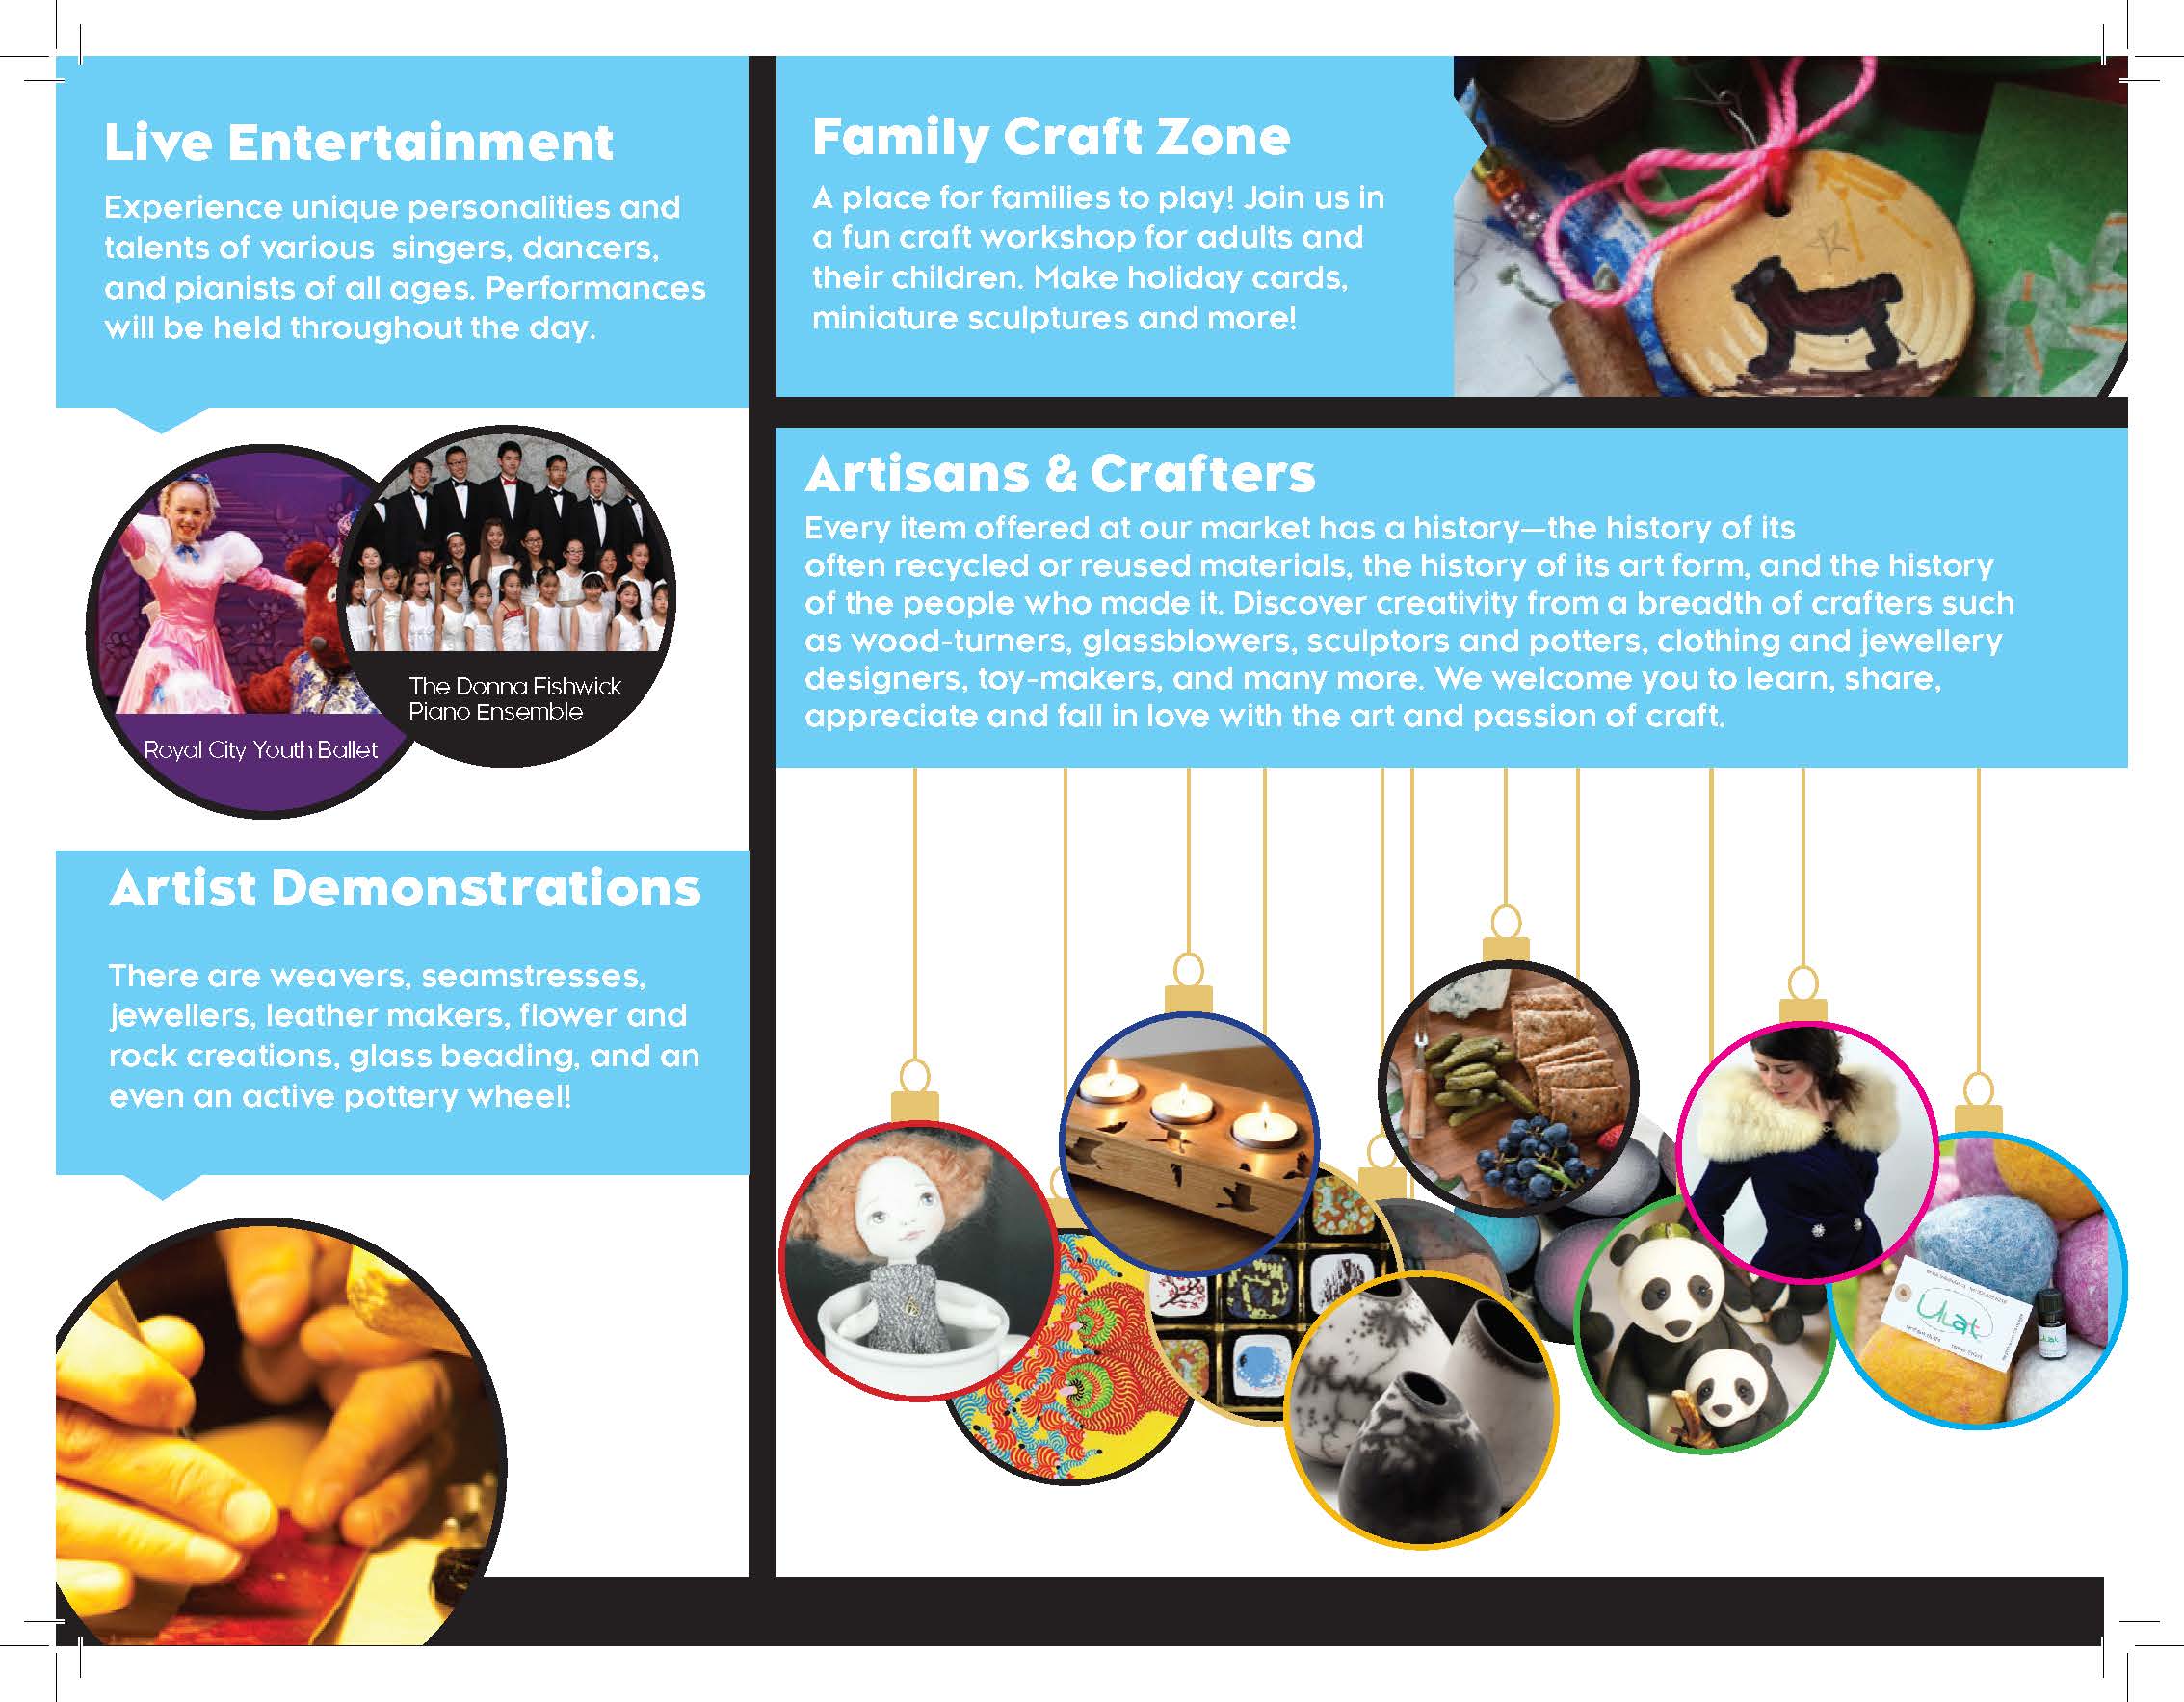 Live Entertainment
Experience unique personalities and
talents of various  singers, dancers,
and pianists of all ages. Performances
will be held throughout the day.
The Donna Fishwick
Piano Ensemble
Royal City Youth Ballet
Artist Demonstrations
There are weavers, seamstresses,
jewellers, leather makers, flower and
rock creations, glass beading, and an
even an active pottery wheel!
Family Craft Zone
A place for families to play! Join us in
a fun craft workshop for adults and
their children. Make holiday cards,
miniature sculptures and more!
Artisans & Crafters
Every item offered at our market has a history—the history of its
often recycled or reused materials, the history of its art form, and the history
of the people who made it. Discover creativity from a breadth of crafters such
as wood-turners, glassblowers, sculptors and potters, clothing and jewellery
designers, toy-makers, and many more. We welcome you to learn, share,
appreciate and fall in love with the art and passion of craft.
ULat